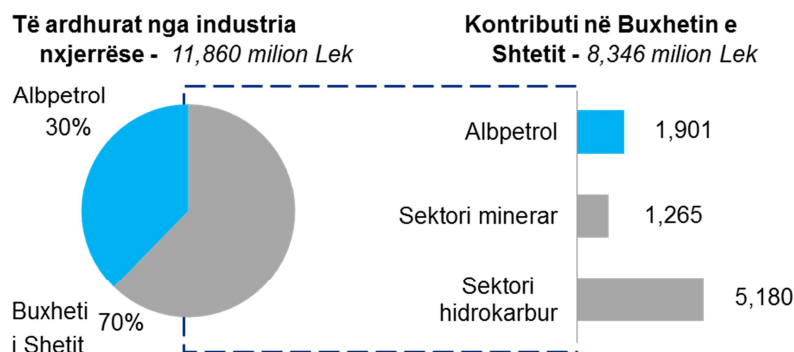 Të ardhurat nga industria
nxjerrëse - 11,860 milion Lek
Albpetrol
30%
Buxheti
i Shetit
70%
Kontributi në Buxhetin e
Shtetit - 8,346 milion Lek
Albpetrol
1,901
Sektori minerar
1,265
Sektori
hidrokarbur
5,180